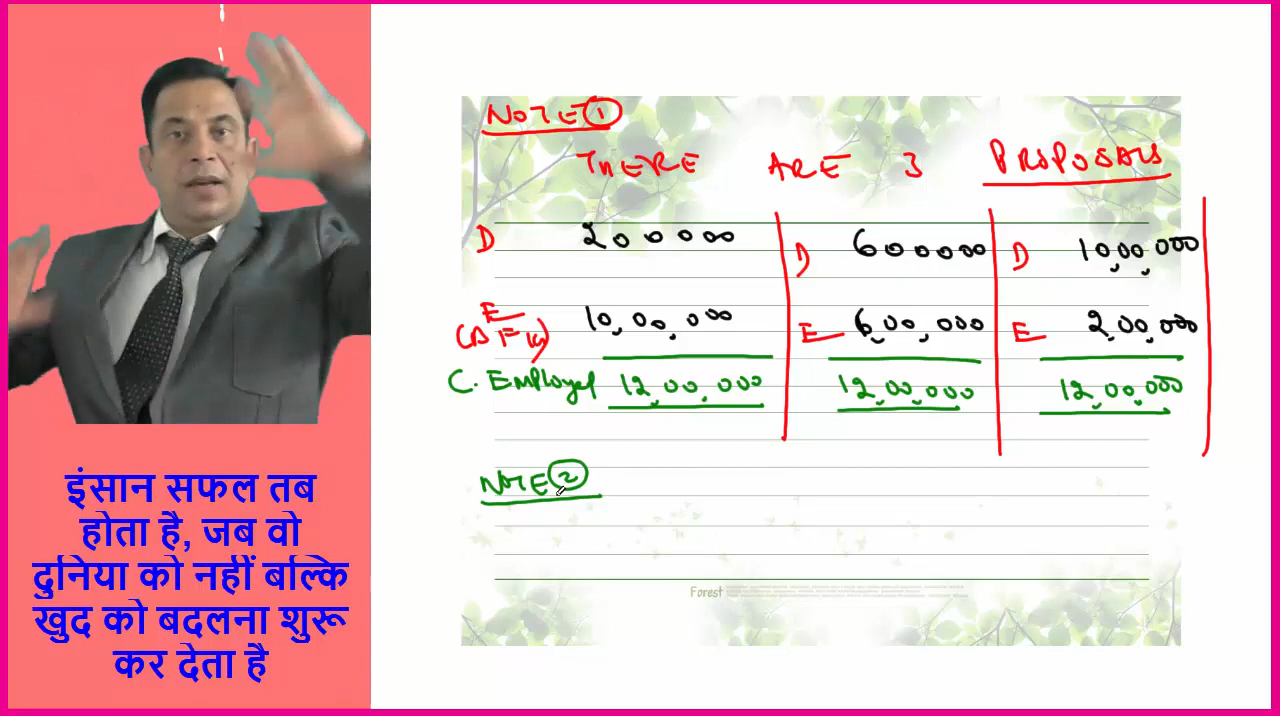 NOTE 1
THERE ARE 3 PROPOSALS
D 200000 D 600000 D 10,00,000
E 10,00,000 E 6,00,000 E 2,00,000
C. Employed 12,00,000 12,00,000 12,00,000
NOTE 2
Forest
इंसान सफल तब
होता है, जब वो
दुनिया को नहीं बल्कि
खुद को बदलना शुरू
कर देता है